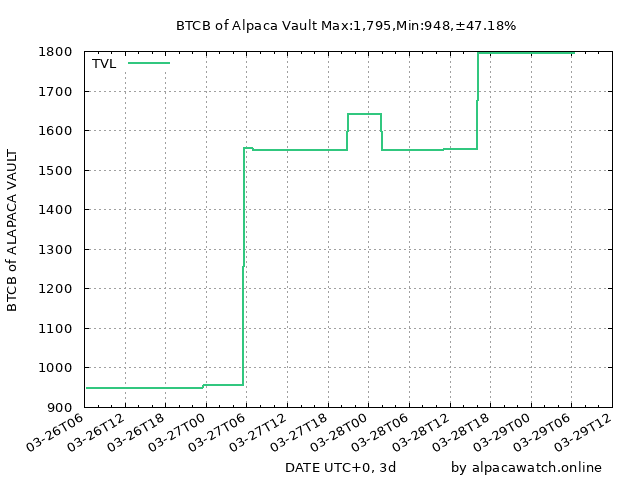 BTCB of Alpaca Vault Max:1,795,Min:948,±47.18%
TVL
1800
1700
1600
1500
1400
1300
1200
1100
1000
900
BTCB of ALAPACA VAULT
03-26T06
03-26T12
03-26T18
03-27T00
03-27T06
03-27T12
03-27T18
03-28T00
03-28T06
03-28T12
03-28T18
03-29T00
03-29T06
03-29T12
DATE UTC+0, 3d
by alpacawatch.online